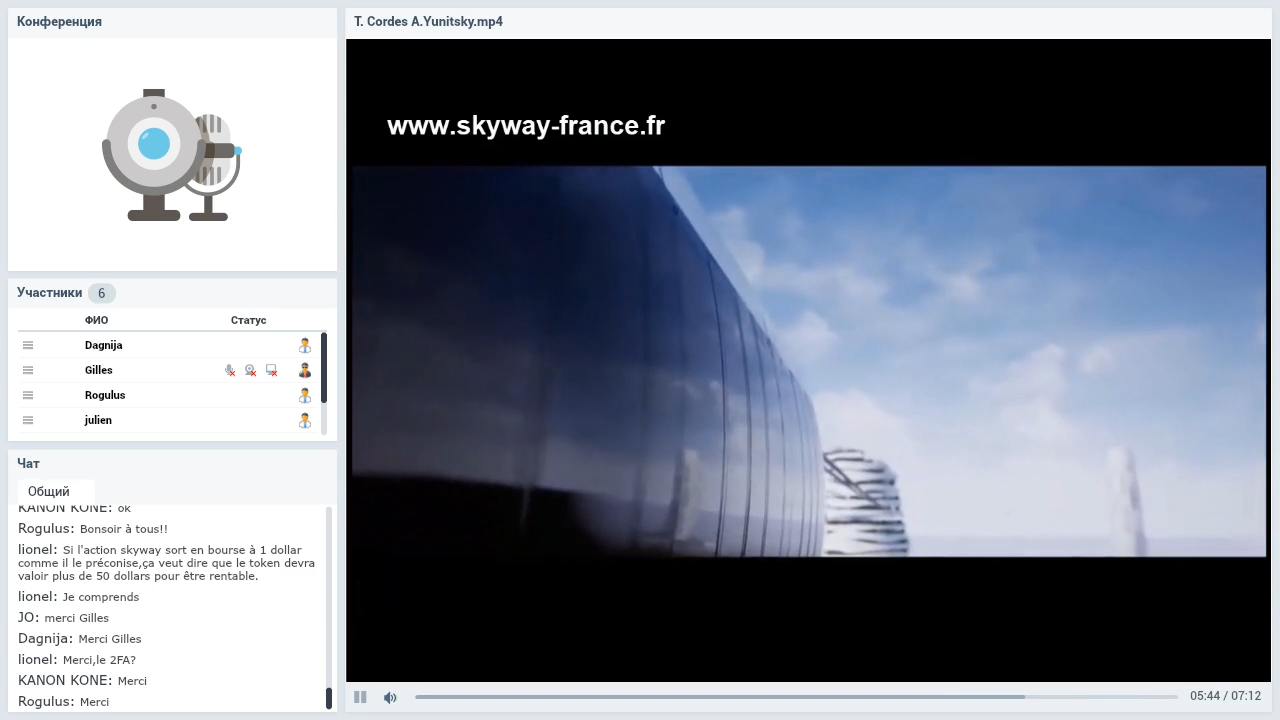 Конференция
T. Cordes A.Yunitsky.mp4
www.skyway-france.fr
Участники 6
ФИО Статус
Dagnija
Gilles
Rogulus
julien
Чат
Общий
KANON KONE: ok
Rogulus: Bonsoir à tous!!
lionel: Si l'action skyway sort en bourse à 1 dollar
comme il le préconise,ça veut dire que le token devra
valoir plus de 50 dollars pour être rentable.
lionel: Je comprends
JO: merci Gilles
Dagnija: Merci Gilles
lionel: Merci,le 2FA?
KANON KONE: Merci
Rogulus: Merci
05:44 / 07:12